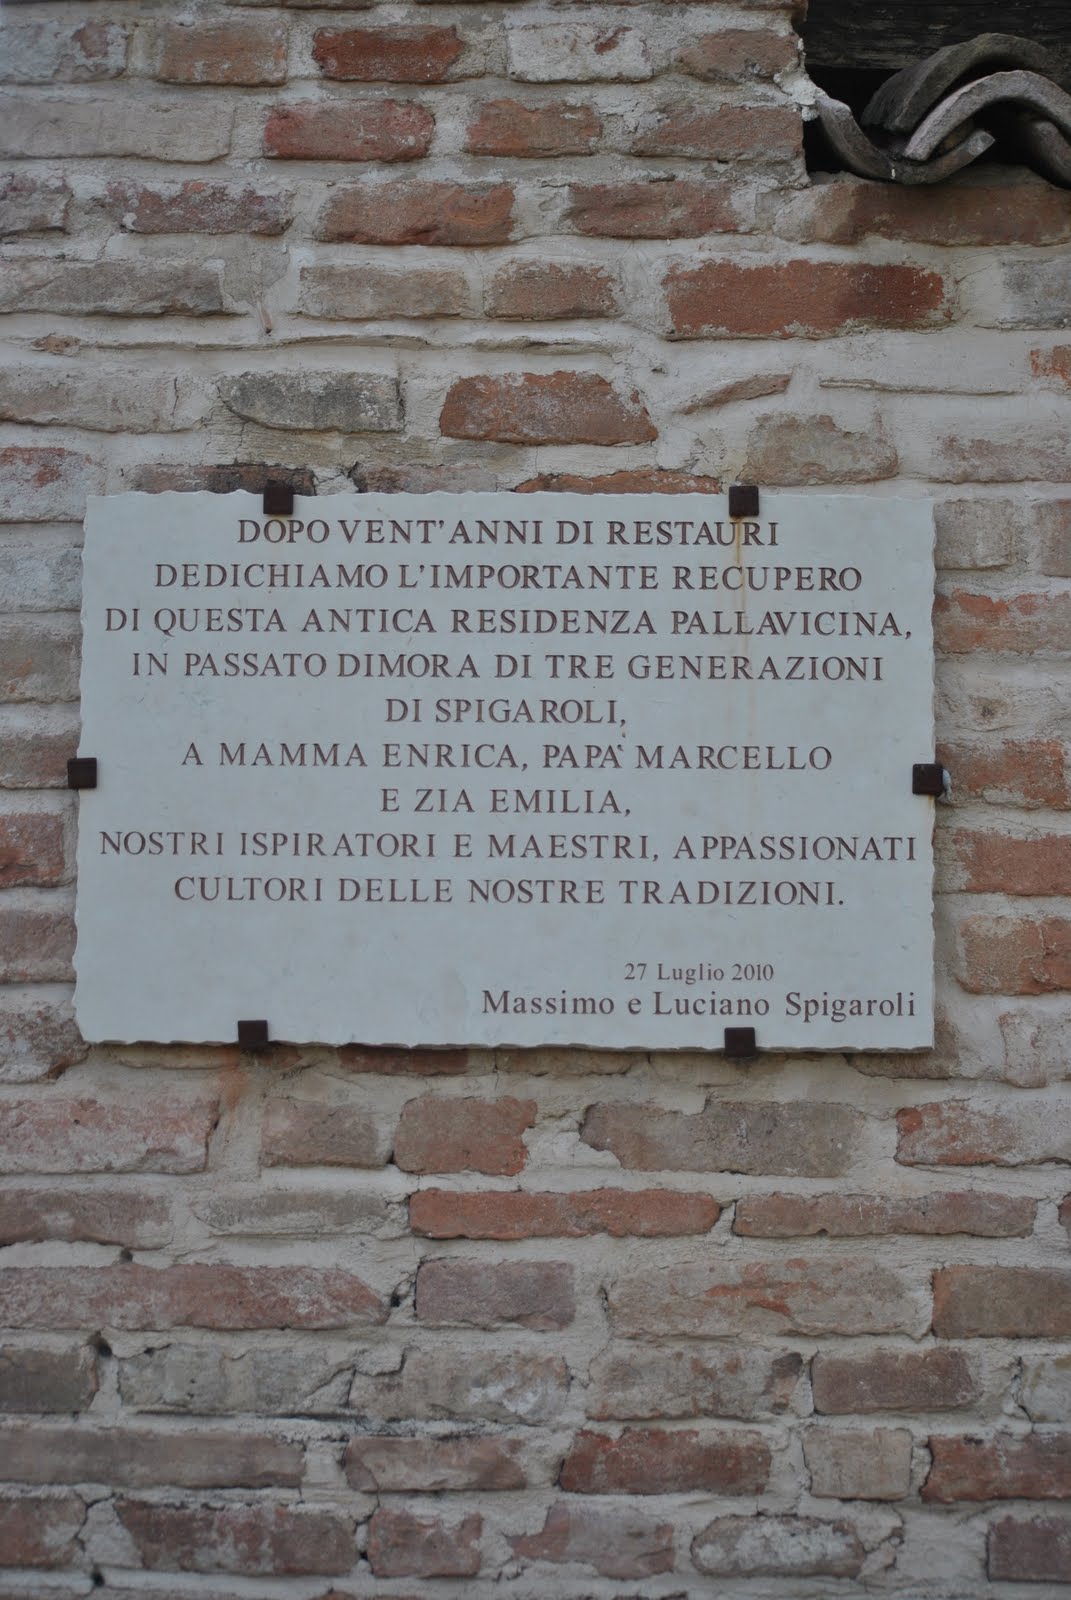 DOPO VENT'ANNI DI RESTAURI
DEDICHIAMO L'IMPORTANTE RECUPERO
DI QUESTA ANTICA RESIDENZA PALLAVICINA,
IN PASSATO DIMORA DI TRE GENERAZIONI
DI SPIGAROLI,
A MAMMA ENRICA, PAPA' MARCELLO
E ZIA EMILIA,
NOSTRI ISPIRATORI E MAESTRI, APPASSIONATI
CULTORI DELLE NOSTRE TRADIZIONI.
27 Luglio 2010
Massimo e Luciano Spigaroli